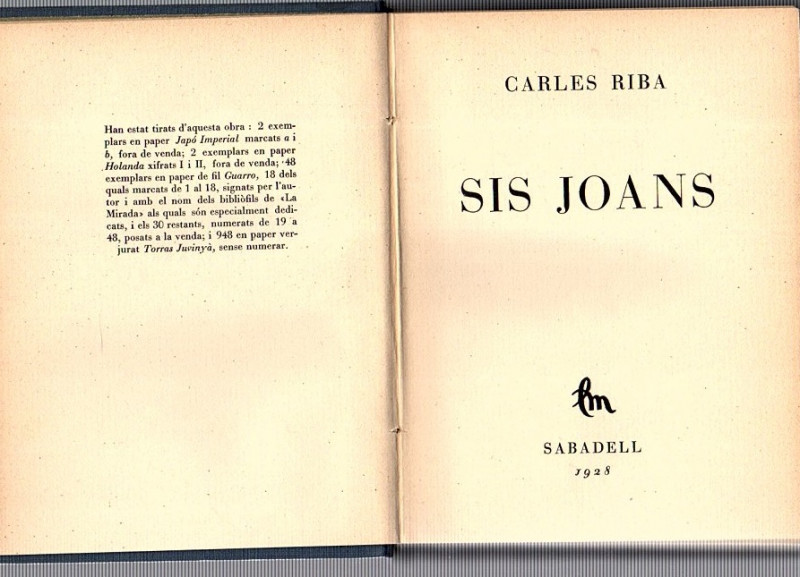 Han estat tirats d'aquesta obra : 2 exem-
plars en paper Japó Imperial marcats a i
b, fora de venda; 2 exemplars en paper
Holanda xifrats I i II, fora de venda; 48
exemplars en paper de fil Guarro, 18 dels
quals marcats de 1 al 18, signats per l'au-
tor i amb el nom dels bibliòfils de «La
Mirada» als quals són especialment dedi-
cats, i els 30 restants, numerats de 19 a
48, posats a la venda; i 948 en paper ver-
jurat Torras Juvinyà, sense numerar.
CARLES RIBA
SIS JOANS
lm
SABADELL
1928